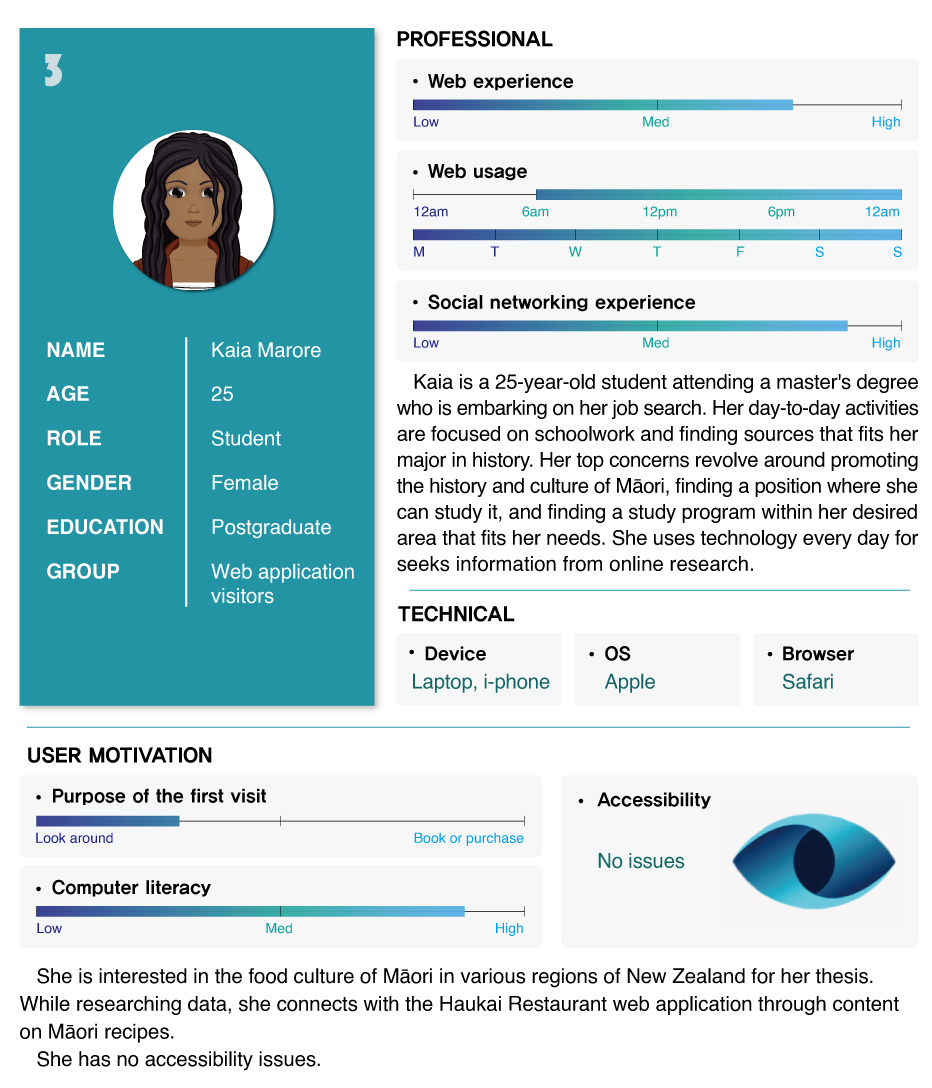 3
NAME Kaia Marore
AGE 25
ROLE Student
GENDER Female
EDUCATION Postgraduate
GROUP Web application
visitors
PROFESSIONAL
• Web experience
Low Med High
• Web usage
12am 6am 12pm 6pm 12am
M T W T F S S
• Social networking experience
Low Med High
Kaia is a 25-year-old student attending a master's degree
who is embarking on her job search. Her day-to-day activities
are focused on schoolwork and finding sources that fits her
major in history. Her top concerns revolve around promoting
the history and culture of Māori, finding a position where she
can study it, and finding a study program within her desired
area that fits her needs. She uses technology every day for
seeks information from online research.
TECHNICAL
• Device
Laptop, i-phone
• OS
Apple
• Browser
Safari
USER MOTIVATION
• Purpose of the first visit
Look around Book or purchase
• Computer literacy
Low Med High
• Accessibility
No issues
She is interested in the food culture of Māori in various regions of New Zealand for her thesis.
While researching data, she connects with the Haukai Restaurant web application through content
on Māori recipes.
She has no accessibility issues.